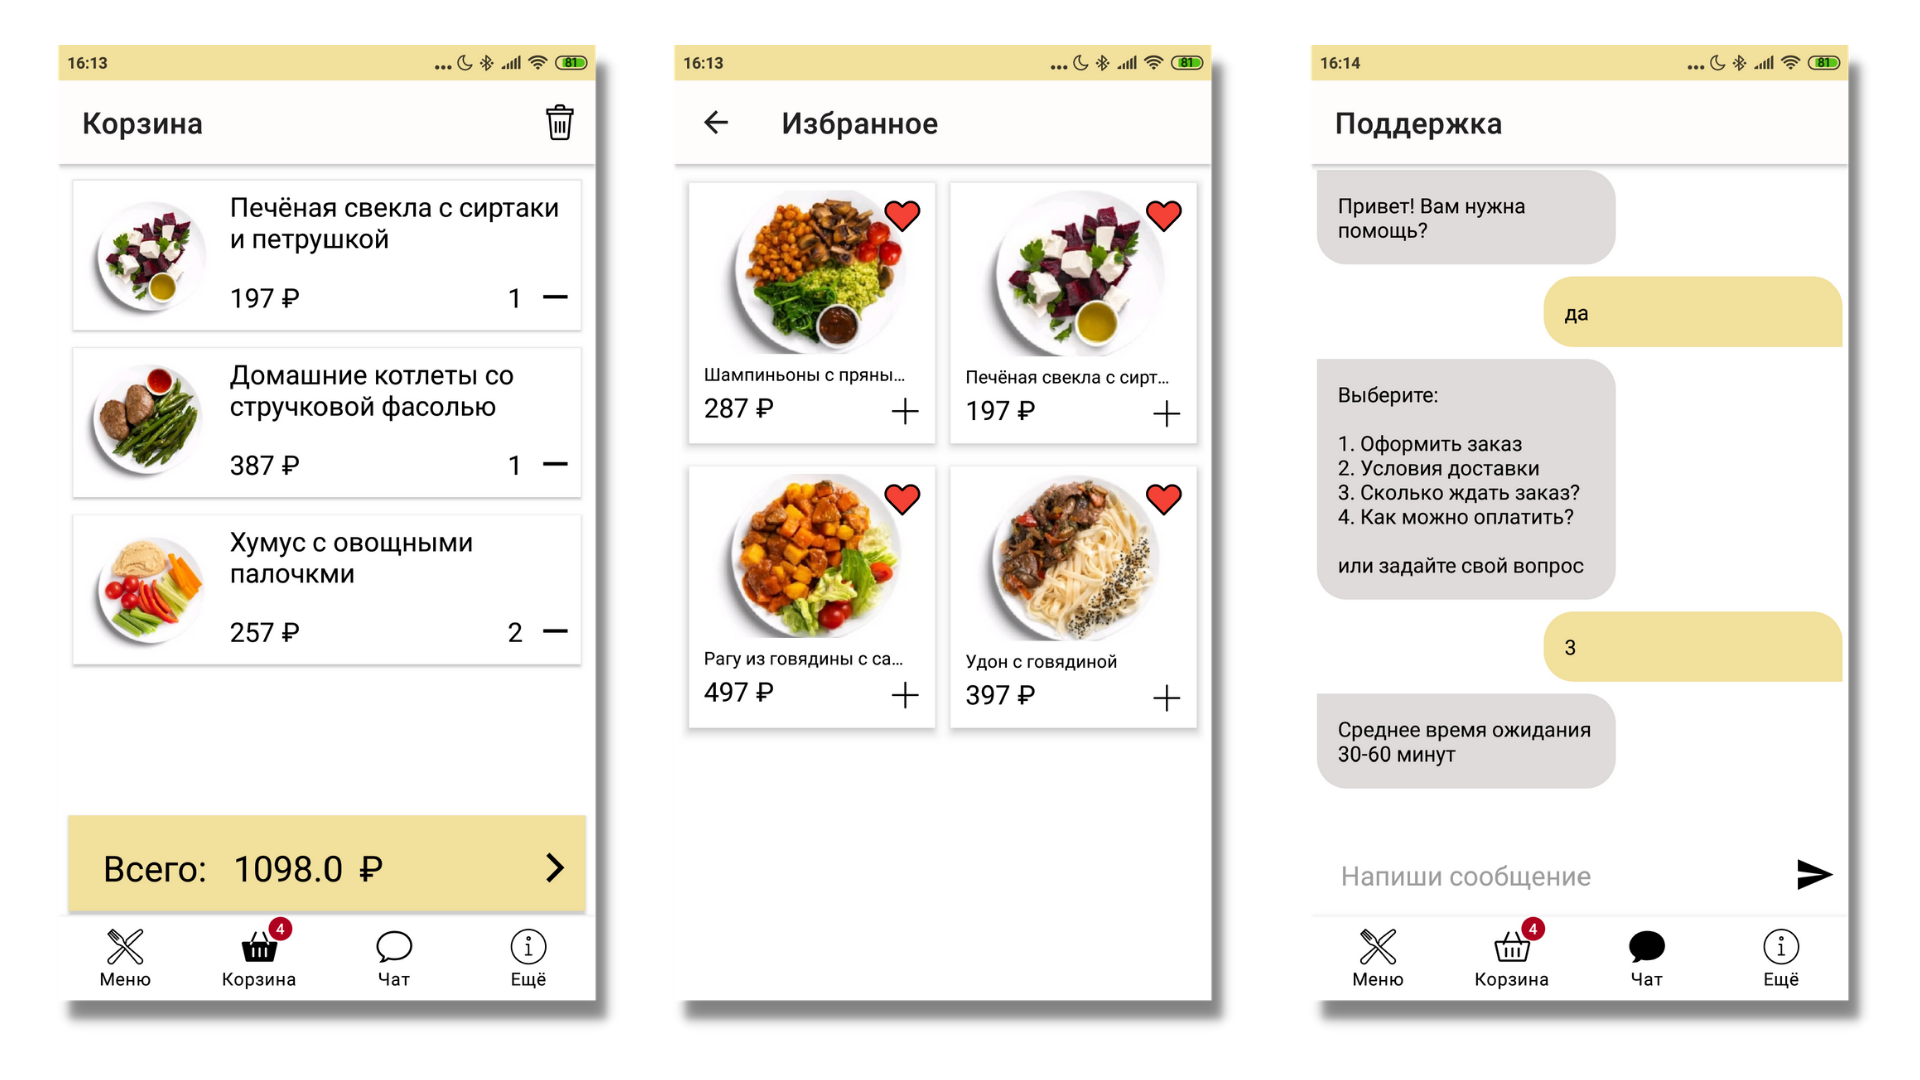 16:13
81
Корзина
Печёная свекла с сиртаки
и петрушкой
197 ₽
1
Домашние котлеты со
стручковой фасолью
387 ₽
1
Хумус с овощными
палочкми
257 ₽
2
Всего: 1098.0 ₽
4
Меню
Корзина
Чат
Ещё
16:13
81
Избранное
Шампиньоны с пряны...
287 ₽
Печёная свекла с сирт...
197 ₽
Рагу из говядины с са...
497 ₽
Удон с говядиной
397 ₽
16:14
81
Поддержка
Привет! Вам нужна
помощь?
да
Выберите:
1. Оформить заказ
2. Условия доставки
3. Сколько ждать заказ?
4. Как можно оплатить?
или задайте свой вопрос
3
Среднее время ожидания
30-60 минут
Напиши сообщение
4
Меню
Корзина
Чат
Ещё